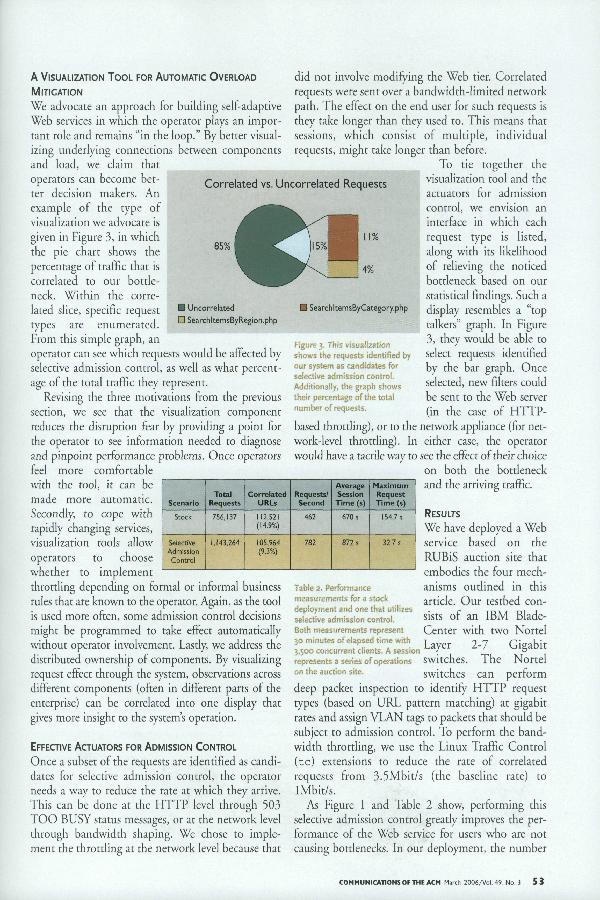 A VISUALIZATION TOOL FOR AUTOMATIC OVERLOAD
MITIGATION
We advocate an approach for building self-adaptive
Web services in which the operator plays an impor-
tant role and remains "in the loop." By better visual-
izing underlying connections between components
and load, we claim that
operators can become bet-
ter decision makers. An
example of the type of
visualization we advocate is
given in Figure 3, in which
the pie chart shows the
percentage of traffic that is
correlated to our bottle-
neck. Within the corre-
lated slice, specific request
types are enumerated.
From this simple graph, an
operator can see which requests would be affected by
selective admission control, as well as what percent-
age of the total traffic they represent.
Revising the three motivations from the previous
section, we see that the visualization component
reduces the disruption fear by providing a point for
the operator to see information needed to diagnose
and pinpoint performance problems. Once operators
feel more comfortable
with the tool, it can be
made more automatic.
Secondly, to cope with
rapidly changing services,
visualization tools allow
operators to choose
whether to implement
throttling depending on formal or informal business
rules that are known to the operator. Again, as the tool
is used more often, some admission control decisions
might be programmed to take effect automatically
without operator involvement. Lastly, we address the
distributed ownership of components. By visualizing
request effect through the system, observations across
different components (often in different parts of the
enterprise) can be correlated into one display that
gives more insight to the system's operation.
EFFECTIVE ACTUATORS FOR ADMISSION CONTROL
Once a subset of the requests are identified as candi-
dates for selective admission control, the operator
needs a way to reduce the rate at which they arrive.
This can be done at the HTTP level through 503
TOO BUSY status messages, or at the network level
through bandwidth shaping. We chose to imple-
ment the throttling at the network level because that
did not involve modifying the Web tier. Correlated
requests were sent over a bandwidth-limited network
path. The effect on the end user for such requests is
they take longer than they used to. This means that
sessions, which consist of multiple, individual
requests, might take longer than before.
To tie together the
visualization tool and the
actuators for admission
control, we envision an
interface in which each
request type is listed,
along with its likelihood
of relieving the noticed
bottleneck based on our
statistical findings. Such a
display resembles a "top
talkers" graph. In Figure
3, they would be able to
select requests identified
by the bar graph. Once
selected, new filters could
be sent to the Web server
(in the case of HTTP-
based throttling), or to the network appliance (for net-
work-level throttling). In either case, the operator
would have a tactile way to see the effect of their choice
on both the bottleneck
and the arriving traffic.
RESULTS
We have deployed a Web
service based on the
RUBiS auction site that
embodies the four mech-
anisms outlined in this
article. Our testbed con-
sists of an IBM Blade-
Center with two Nortel
Layer 2-7 Gigabit
switches. The Nortel
switches can perform
deep packet inspection to identify HTTP request
types (based on URL pattern matching) at gigabit
rates and assign VLAN tags to packets that should be
subject to admission control. To perform the band-
width throttling, we use the Linux Traffic Control
(tc) extensions to reduce the rate of correlated
requests from 3.5Mbit/s (the baseline rate) to
1Mbit/s.
As Figure 1 and Table 2 show, performing this
selective admission control greatly improves the per-
formance of the Web service for users who are not
causing bottlenecks. In our deployment, the number
Correlated vs. Uncorrelated Requests
85%
15%
11%
4%
Uncorrelated
SearchItemsByCategory.php
SearchItemsByRegion.php
Figure 3. This visualization
shows the requests identified by
our system as candidates for
selective admission control.
Additionally, the graph shows
their percentage of the total
number of requests.
Scenario Total Requests Correlated URLs Requests/ Second Average Session Time (s) Maximum Request Time (s)
Stock 756,137 112,521 (14.9%) 462 670 s 154.7 s
Selective Admission Control 1,143,264 105,964 (9.3%) 782 872 s 32.7 s
Table 2. Performance
measurements for a stock
deployment and one that utilizes
selective admission control.
Both measurements represent
30 minutes of elapsed time with
3,500 concurrent clients. A session
represents a series of operations
on the auction site.
COMMUNICATIONS OF THE ACM March 2006/Vol. 49, No. 3 53